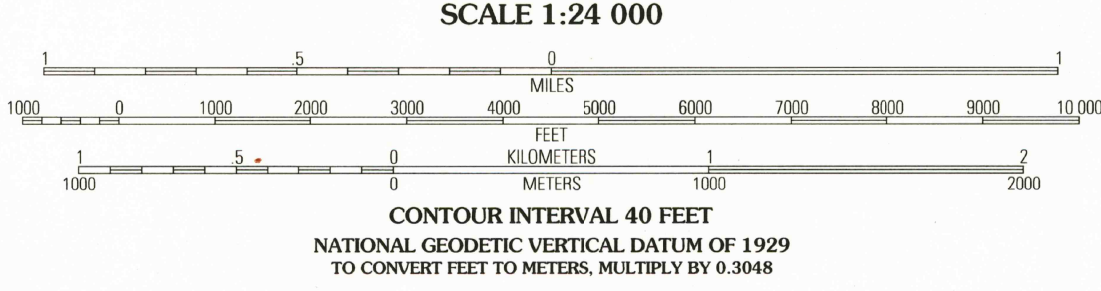 SCALE 1:24 000
1 .5 0 1
MILES
1000 0 1000 2000 3000 4000 5000 6000 7000 8000 9000 10 000
FEET
1 .5 0 KILOMETERS 1 2
1000 0 METERS 1000 2000
CONTOUR INTERVAL 40 FEET
NATIONAL GEODETIC VERTICAL DATUM OF 1929
TO CONVERT FEET TO METERS, MULTIPLY BY 0.3048